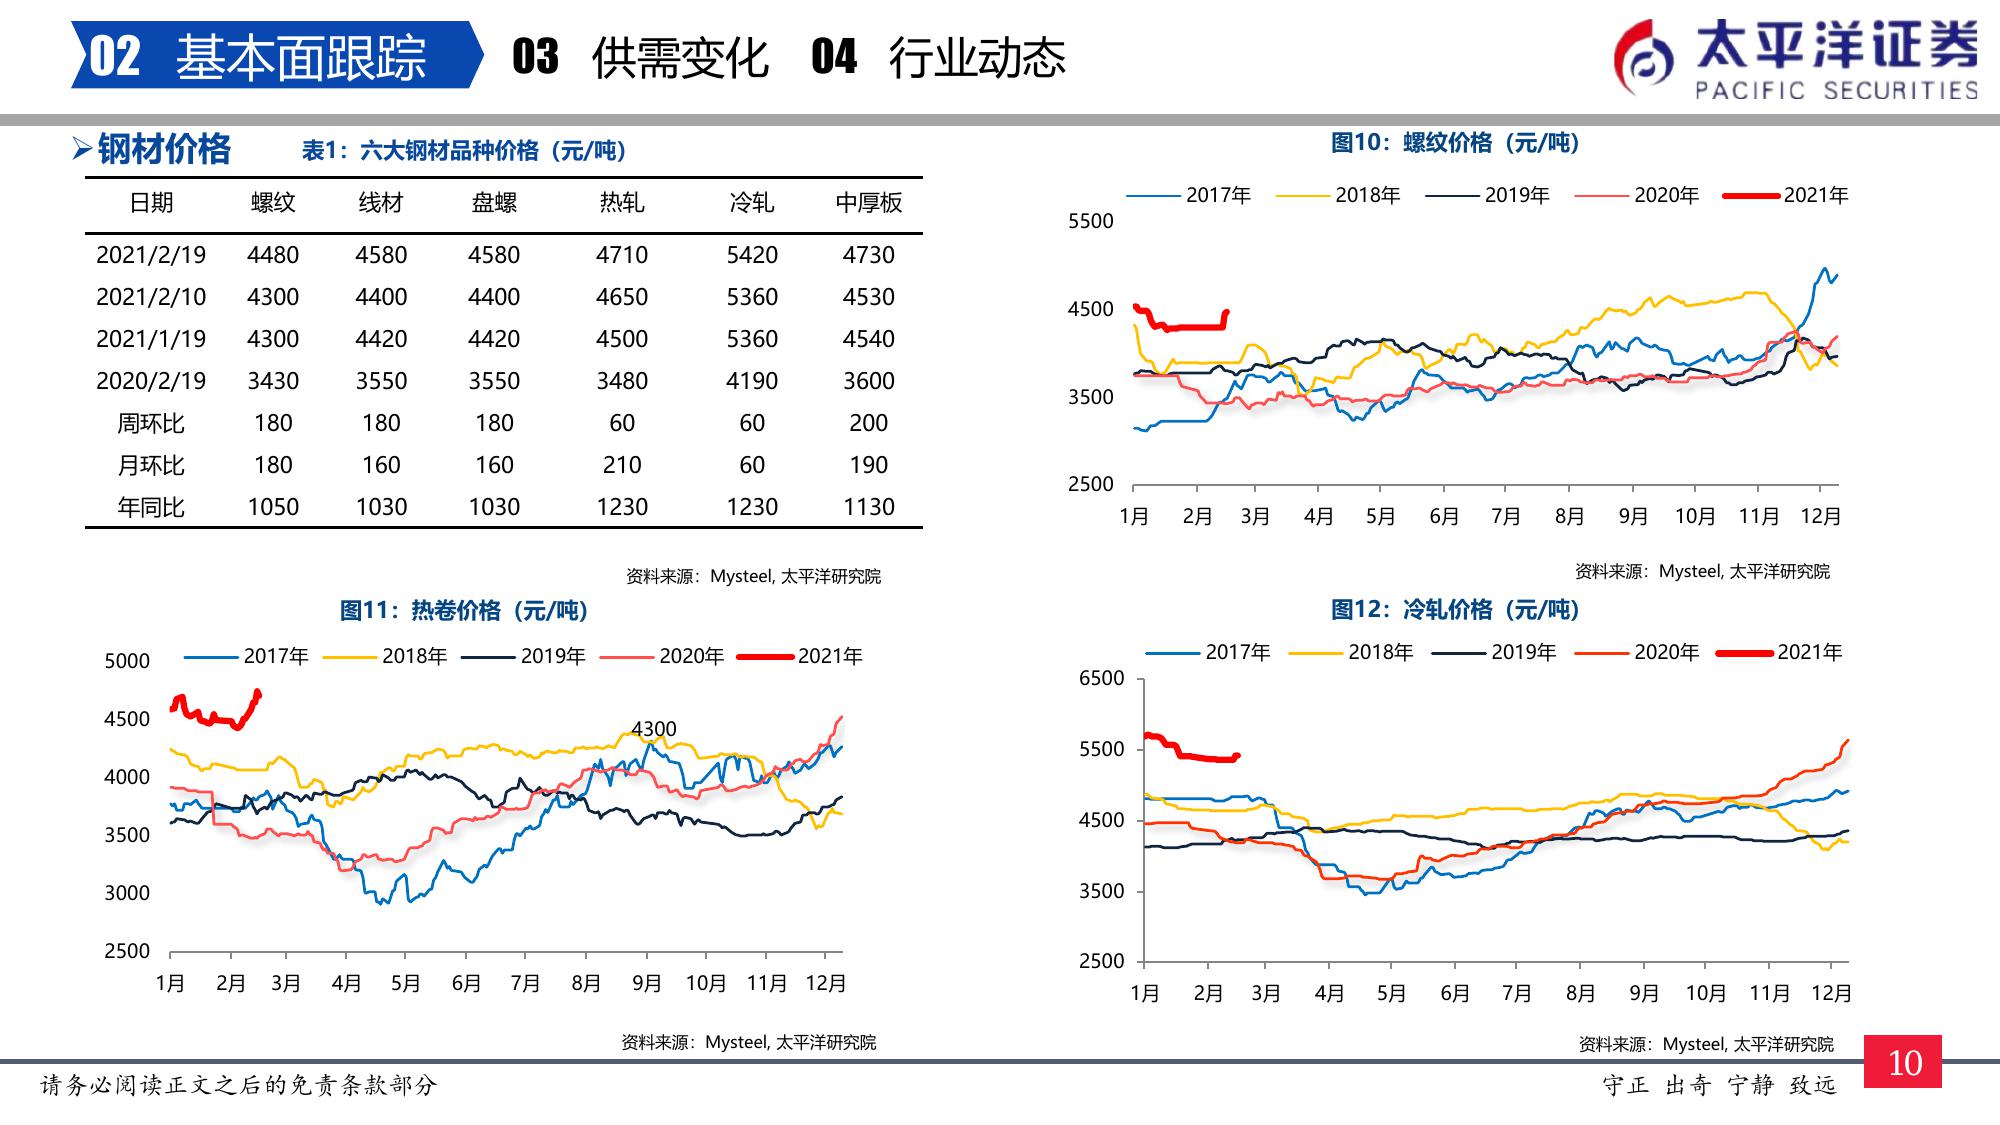 02 基本面跟踪 03 供需变化 04 行业动态
太平洋证券
PACIFIC SECURITIES
钢材价格
表1：六大钢材品种价格（元/吨）
日期 螺纹 线材 盘螺 热轧 冷轧 中厚板
2021/2/19 4480 4580 4580 4710 5420 4730
2021/2/10 4300 4400 4400 4650 5360 4530
2021/1/19 4300 4420 4420 4500 5360 4540
2020/2/19 3430 3550 3550 3480 4190 3600
周环比 180 180 180 60 60 200
月环比 180 160 160 210 60 190
年同比 1050 1030 1030 1230 1230 1130
资料来源：Mysteel, 太平洋研究院
图10：螺纹价格（元/吨）
2017年 2018年 2019年 2020年 2021年
5500
4500
3500
2500
1月 2月 3月 4月 5月 6月 7月 8月 9月 10月 11月 12月
资料来源：Mysteel, 太平洋研究院
图11：热卷价格（元/吨）
2017年 2018年 2019年 2020年 2021年
5000
4500
4000
3500
3000
2500
4300
1月 2月 3月 4月 5月 6月 7月 8月 9月 10月 11月 12月
资料来源：Mysteel, 太平洋研究院
图12：冷轧价格（元/吨）
2017年 2018年 2019年 2020年 2021年
6500
5500
4500
3500
2500
1月 2月 3月 4月 5月 6月 7月 8月 9月 10月 11月 12月
资料来源：Mysteel, 太平洋研究院
请务必阅读正文之后的免责条款部分
守正 出奇 宁静 致远
10